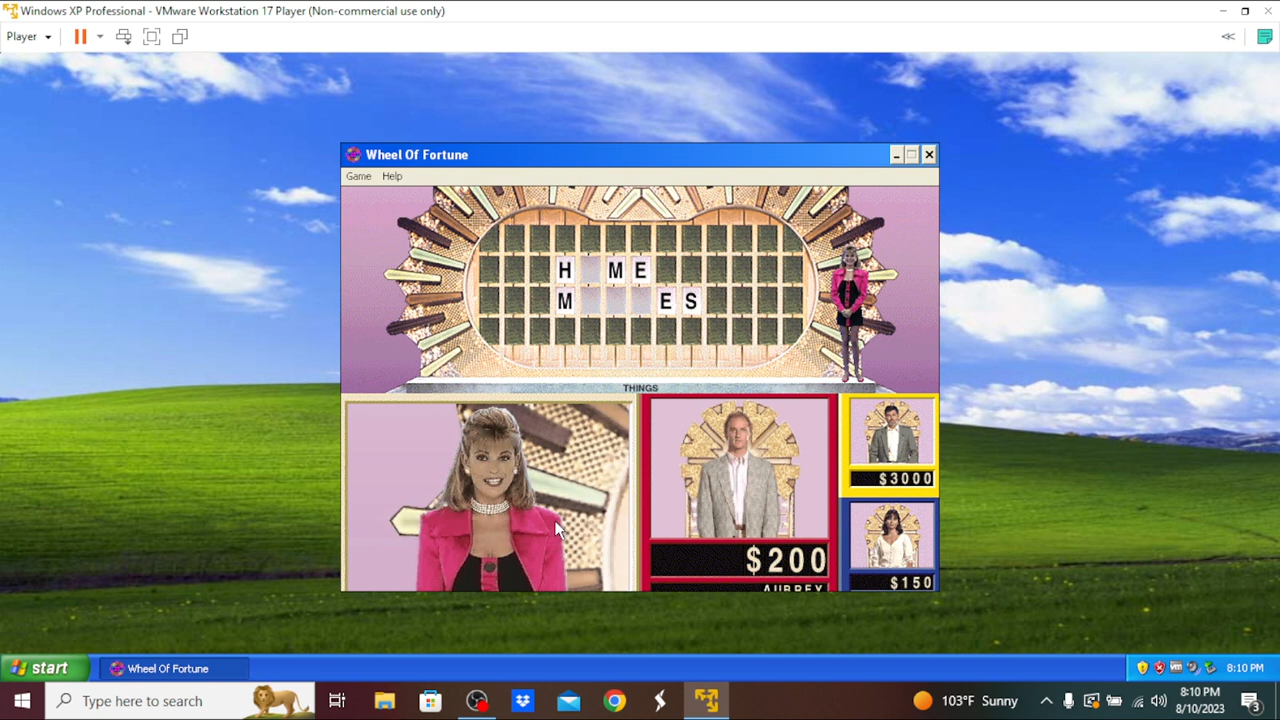 Windows XP Professional - VMware Workstation 17 Player (Non-commercial use only)
Player
Wheel Of Fortune
Game Help
H ME
M ES
THINGS
$3000
$200
AUBREY
$150
start
Wheel Of Fortune
8:10 PM
Type here to search
103°F Sunny
8:10 PM
8/10/2023
3